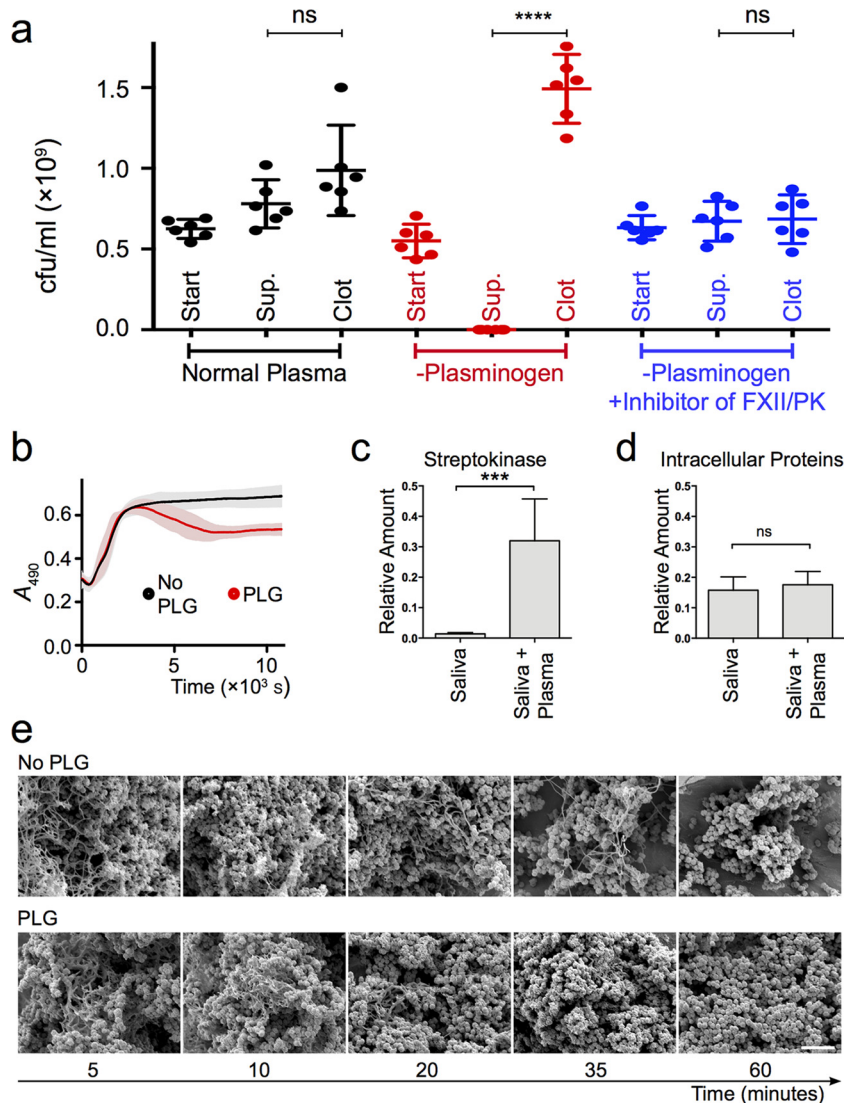 a
ns
****
ns
cfu/ml (×10⁹)
1.5
1.0
0.5
0.0
Start
Sup.
Clot
Start
Sup.
Clot
Start
Sup.
Clot
Normal Plasma
-Plasminogen
-Plasminogen
+Inhibitor of FXII/PK
b
A₄₉₀
0.6
0.4
0.2
0.0
No
PLG
PLG
0
5
10
Time (×10³ s)
c
Streptokinase
***
Relative Amount
0.5
0.4
0.3
0.2
0.1
0.0
Saliva
Saliva +
Plasma
d
Intracellular Proteins
ns
Relative Amount
0.5
0.4
0.3
0.2
0.1
0.0
Saliva
Saliva +
Plasma
e
No PLG
PLG
5
10
20
35
60
Time (minutes)